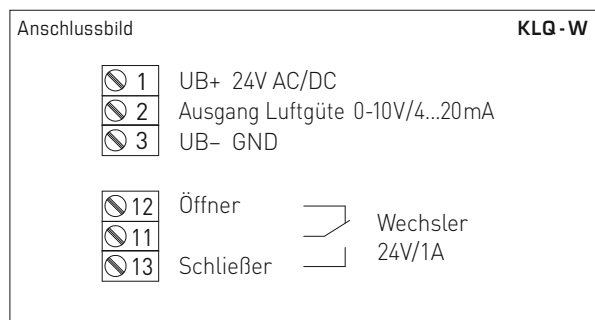 Anschlussbild KLQ-W
1 UB+ 24V AC/DC
2 Ausgang Luftgüte 0-10V/4...20mA
3 UB– GND
12 Öffner
11 Wechsler
24V/1A
13 Schließer